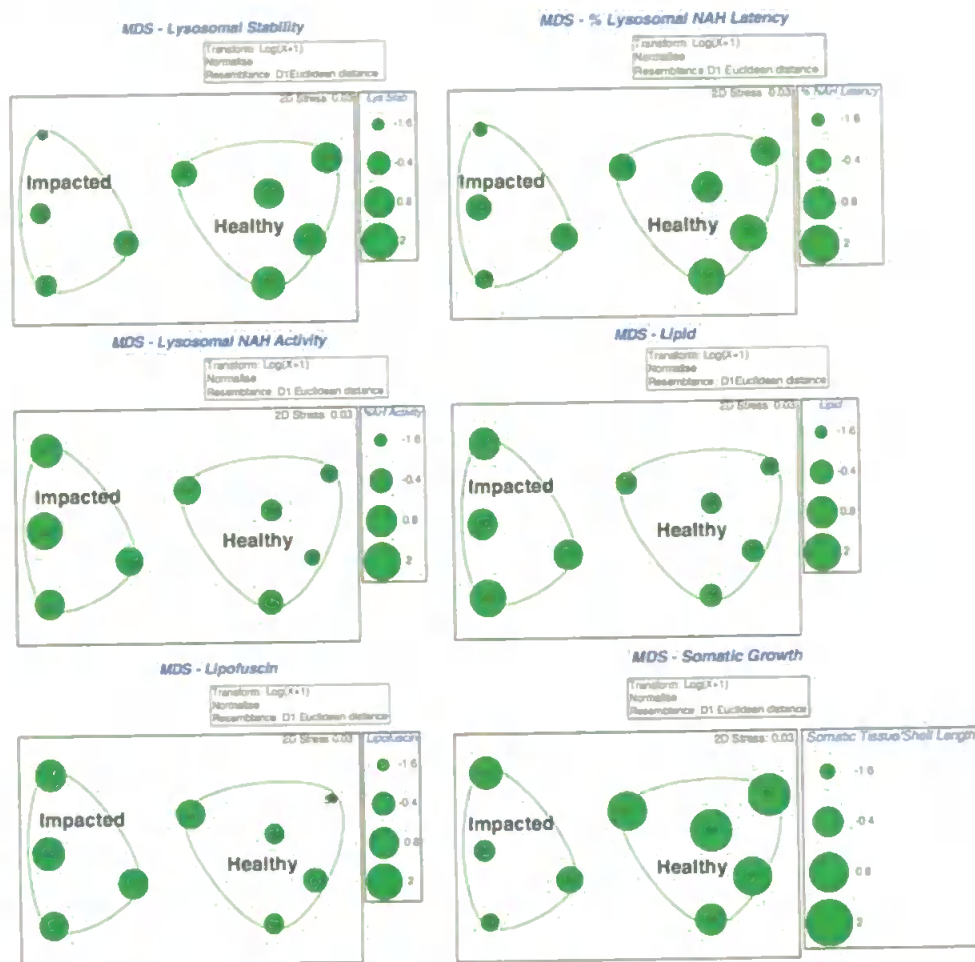 MDS - Lysosomal Stability
Transform: Log(X+1)
Normalise
Resemblance: D1 Euclidean distance
2D Stress: 0.03
Lys Stab
-1.6
-0.4
0.8
2
Impacted
Healthy
MDS - % Lysosomal NAH Latency
Transform: Log(X+1)
Normalise
Resemblance: D1 Euclidean distance
2D Stress: 0.03
% NAH Latency
-1.6
-0.4
0.8
2
Impacted
Healthy
MDS - Lysosomal NAH Activity
Transform: Log(X+1)
Normalise
Resemblance: D1 Euclidean distance
2D Stress: 0.03
Activity
-1.6
-0.4
0.8
2
Impacted
Healthy
MDS - Lipid
Transform: Log(X+1)
Normalise
Resemblance: D1 Euclidean distance
2D Stress: 0.03
Lipid
-1.6
-0.4
0.8
2
Impacted
Healthy
MDS - Lipofuscin
Transform: Log(X+1)
Normalise
Resemblance: D1 Euclidean distance
2D Stress: 0.03
Lipofuscin
-1.6
-0.4
0.8
2
Impacted
Healthy
MDS - Somatic Growth
Transform: Log(X+1)
Normalise
Resemblance: D1 Euclidean distance
2D Stress: 0.03
Somatic Tissue/Shell Length
-1.6
-0.4
0.8
2
Impacted
Healthy